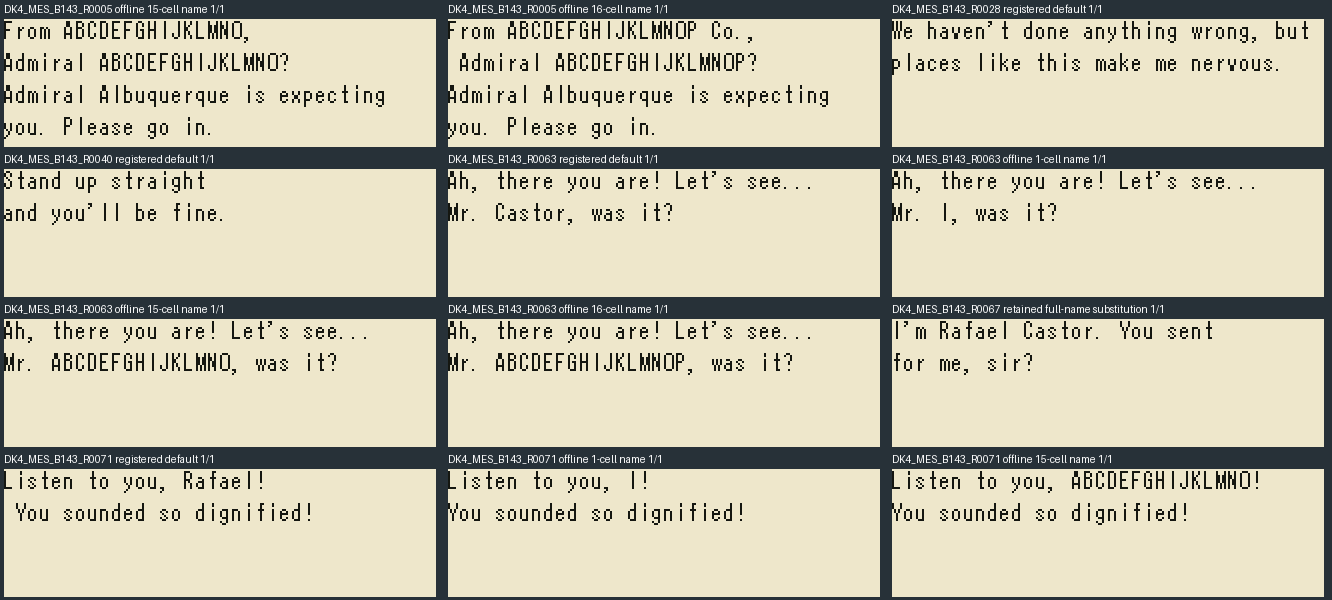 DK4_MES_B143_R0005 offline 15-cell name 1/1
From ABCDEFGHIJKLMNO,
Admiral ABCDEFGHIJKLMNO?
Admiral Albuquerque is expecting
you. Please go in.
DK4_MES_B143_R0005 offline 16-cell name 1/1
From ABCDEFGHIJKLMNOP Co.,
Admiral ABCDEFGHIJKLMNOP?
Admiral Albuquerque is expecting
you. Please go in.
DK4_MES_B143_R0028 registered default 1/1
We haven't done anything wrong, but
places like this make me nervous.
DK4_MES_B143_R0040 registered default 1/1
Stand up straight
and you'll be fine.
DK4_MES_B143_R0063 registered default 1/1
Ah, there you are! Let's see...
Mr. Castor, was it?
DK4_MES_B143_R0063 offline 1-cell name 1/1
Ah, there you are! Let's see...
Mr. I, was it?
DK4_MES_B143_R0063 offline 15-cell name 1/1
Ah, there you are! Let's see...
Mr. ABCDEFGHIJKLMNO, was it?
DK4_MES_B143_R0063 offline 16-cell name 1/1
Ah, there you are! Let's see...
Mr. ABCDEFGHIJKLMNOP, was it?
DK4_MES_B143_R0067 retained full-name substitution 1/1
I'm Rafael Castor. You sent
for me, sir?
DK4_MES_B143_R0071 registered default 1/1
Listen to you, Rafael!
You sounded so dignified!
DK4_MES_B143_R0071 offline 1-cell name 1/1
Listen to you, I!
You sounded so dignified!
DK4_MES_B143_R0071 offline 15-cell name 1/1
Listen to you, ABCDEFGHIJKLMNO!
You sounded so dignified!